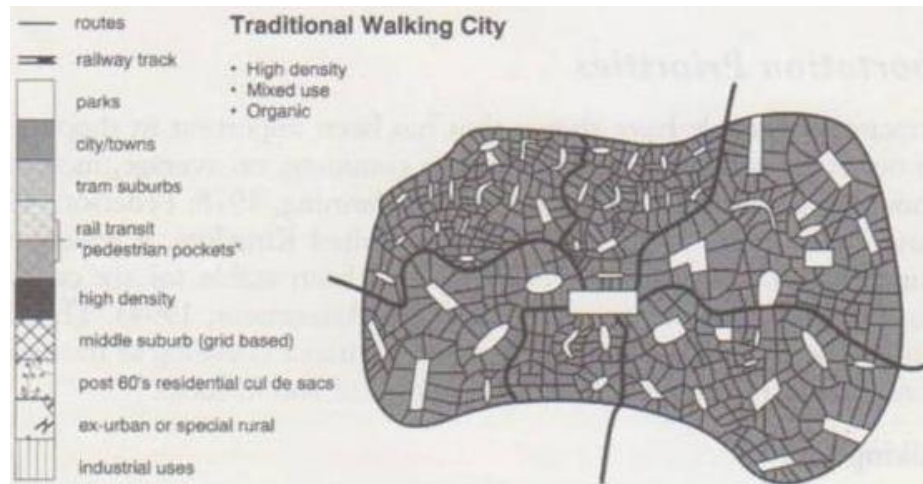 routes
railway track
parks
city/towns
tram suburbs
rail transit
"pedestrian pockets"
high density
middle suburb (grid based)
post 60's residential cul de sacs
ex-urban or special rural
industrial uses
Traditional Walking City
• High density
• Mixed use
• Organic